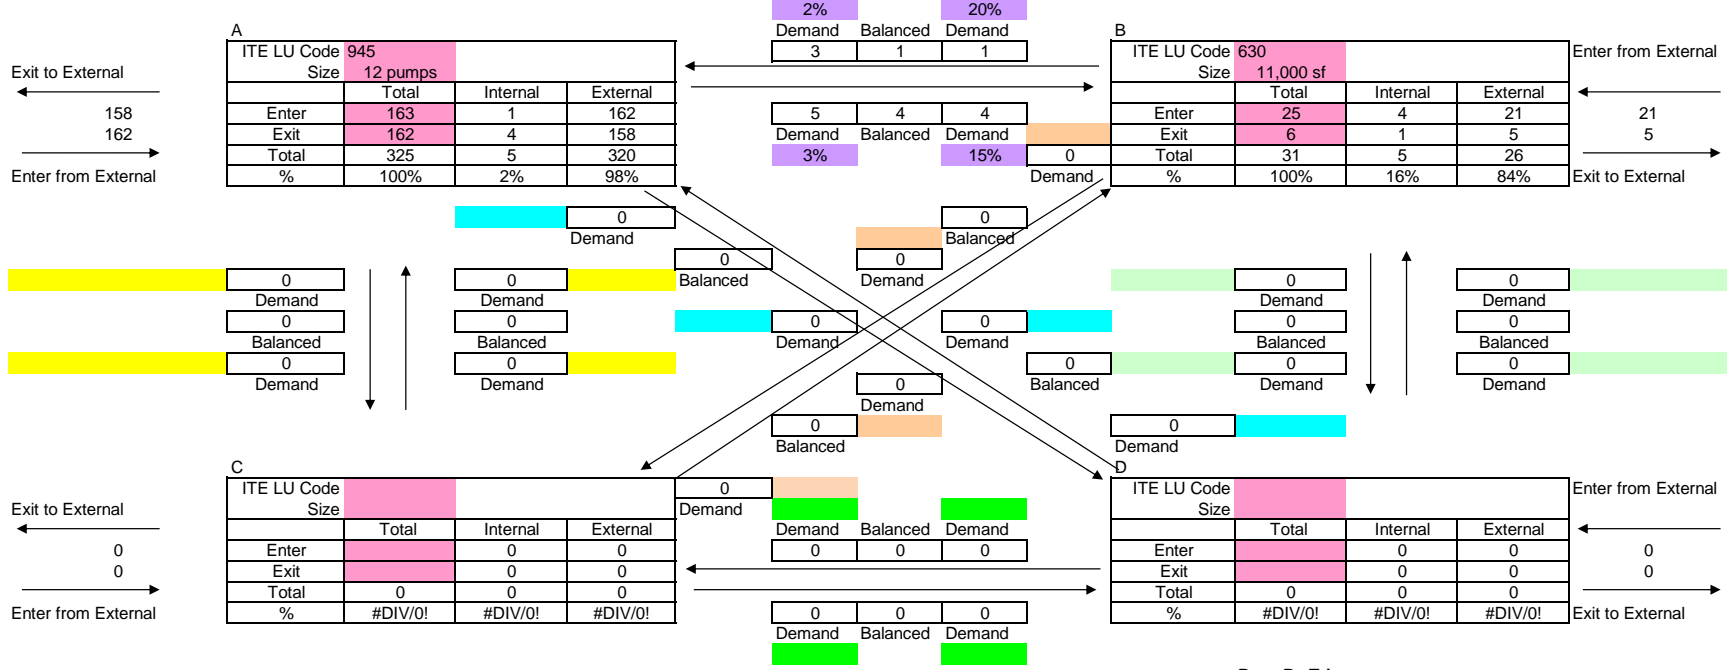 2% 20%
A Demand Balanced Demand B
ITE LU Code 945 3 1 1 ITE LU Code 630 Enter from External
Exit to External Size 12 pumps Size 11,000 sf
Total Internal External Total Internal External
158 Enter 163 1 162 5 4 4 Enter 25 4 21 21
162 Exit 162 4 158 Demand Balanced Demand Exit 6 1 5 5
Total 325 5 320 3% 15% 0 Total 31 5 26
Enter from External % 100% 2% 98% Demand % 100% 16% 84% Exit to External
0 0
Demand Balanced
0 0
Balanced Demand
0 0 0 0
Demand Demand Demand Demand
0 0 0 0 0 0
Balanced Balanced Demand Demand Balanced Balanced
0 0 0 0 0
Demand Demand Balanced Demand Demand
0
Demand
0 0
Balanced Demand
C D
ITE LU Code 0 ITE LU Code Enter from External
Exit to External Size Demand Size
Total Internal External Demand Balanced Demand Total Internal External
0 Enter 0 0 0 0 0 Enter 0 0 0
0 Exit 0 0 Exit 0 0 0
Total 0 0 0 Total 0 0 0
Enter from External % #DIV/0! #DIV/0! #DIV/0! 0 0 0 % #DIV/0! #DIV/0! #DIV/0! Exit to External
Demand Balanced Demand